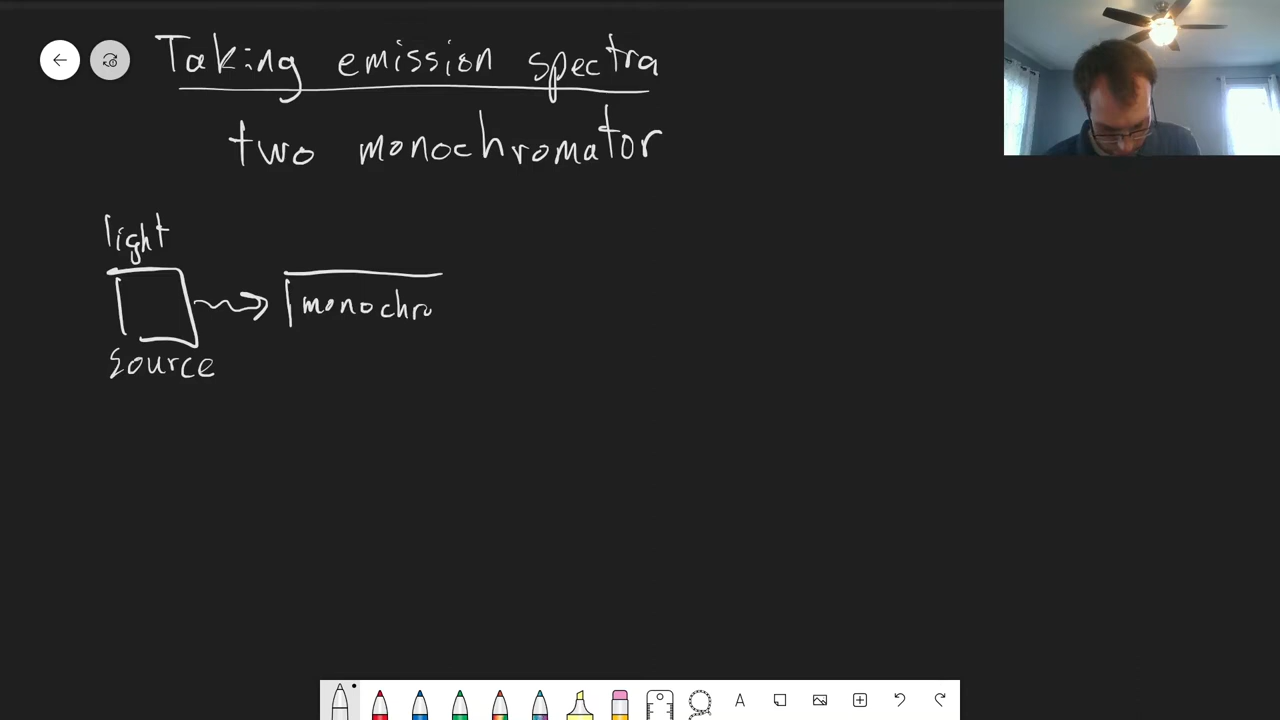 Taking emission spectra
two monochromator
light
monochro
source
A